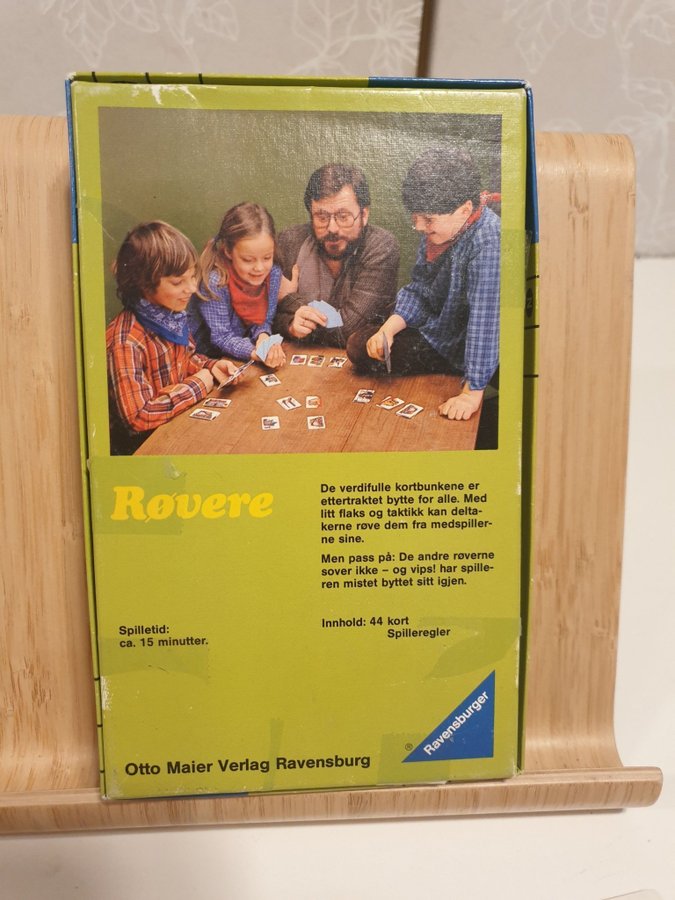 Røvere
De verdifulle kortbunkene er
ettertraktet bytte for alle. Med
litt flaks og taktikk kan delta-
kerne røve dem fra medspiller-
ne sine.
Men pass på: De andre røverne
sover ikke – og vips! har spille-
ren mistet byttet sitt igjen.
Spilletid:
ca. 15 minutter.
Innhold: 44 kort
Spilleregler
Otto Maier Verlag Ravensburg
® Ravensburger